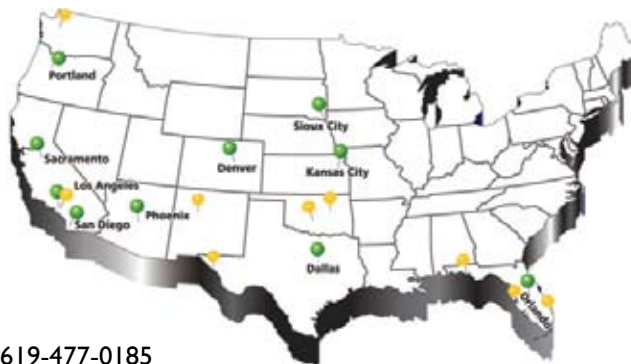 Portland
Sioux City
Sacramento
Denver
Kansas City
Los Angeles
San Diego
Phoenix
Dallas
Orlando
619-477-0185